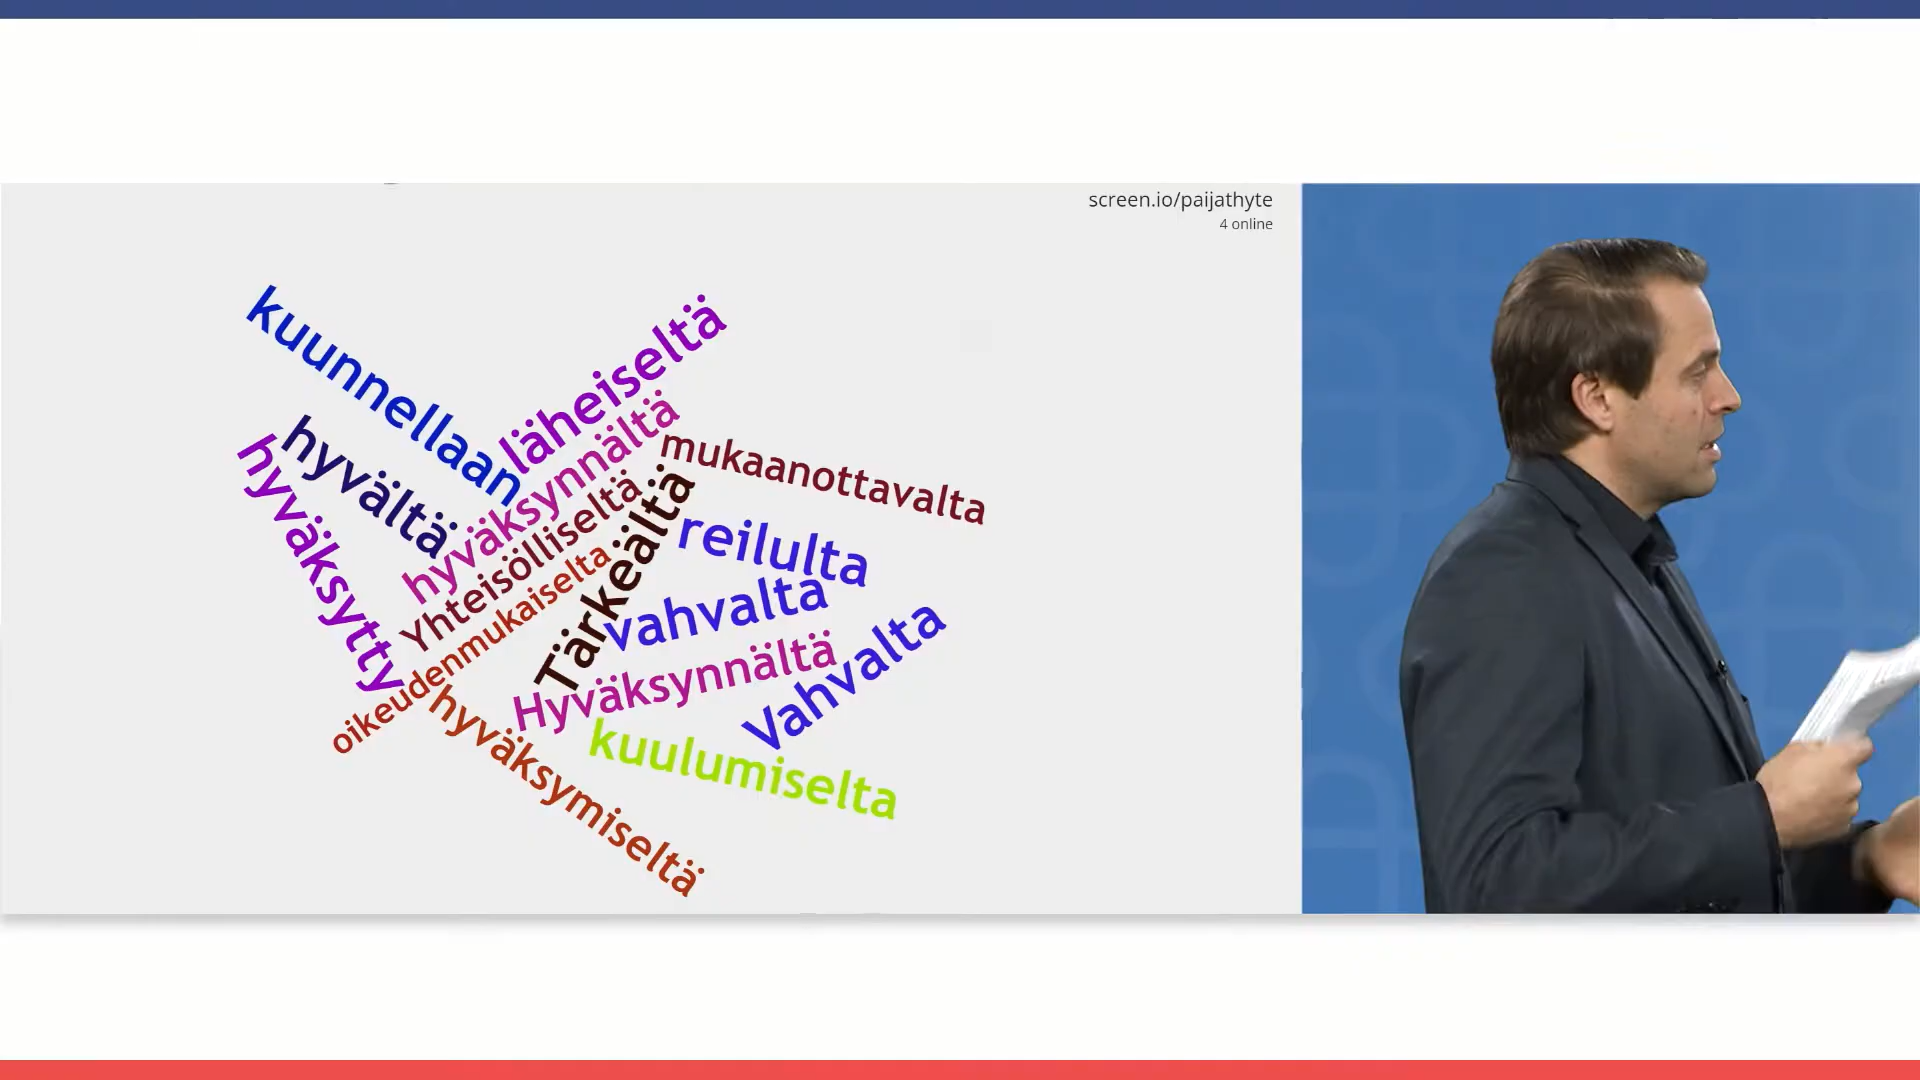 screen.io/paijathyte
4 online
kuunnellaan
läheiseltä
hyvältä
hyväksynnältä
mukaanottavalta
hyväksytty
Yhteisölliseltä
Tärkeältä
reilulta
oikeudenmukaiselta
vahvalta
Hyväksynnältä
Vahvalta
hyväksymiseltä
kuulumiselta